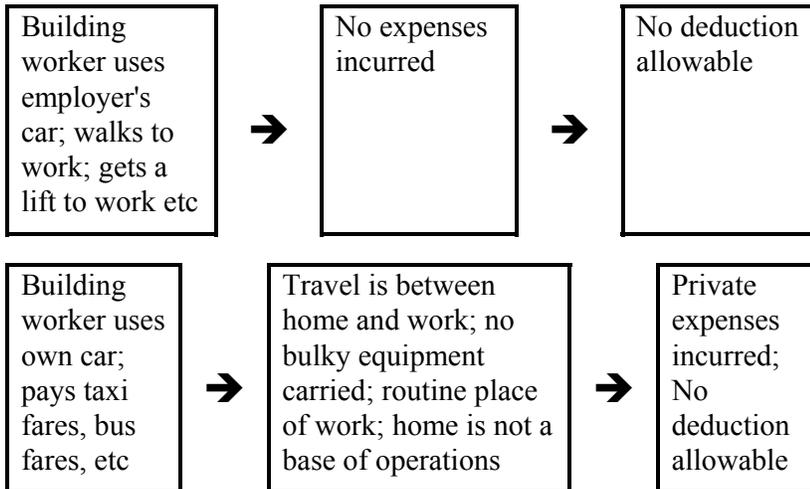 Building
worker uses
employer's
car; walks to
work; gets a
lift to work etc
No expenses
incurred
No deduction
allowable
Building
worker uses
own car;
pays taxi
fares, bus
fares, etc
Travel is between
home and work; no
bulky equipment
carried; routine place
of work; home is not a
base of operations
Private
expenses
incurred;
No
deduction
allowable